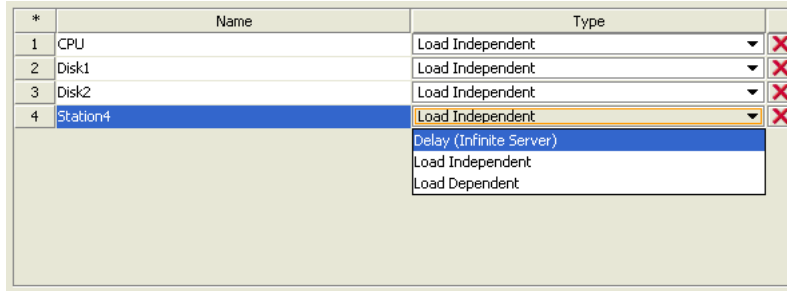 * Name Type
1 CPU Load Independent
2 Disk1 Load Independent
3 Disk2 Load Independent
4 Station4 Load Independent
Delay (Infinite Server)
Load Independent
Load Dependent